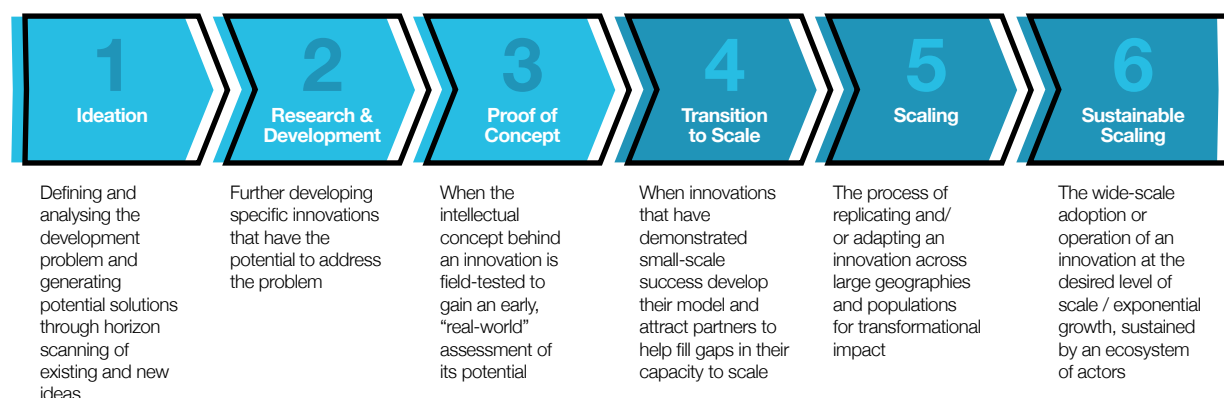 1
Ideation
Defining and
analysing the
development
problem and
generating
potential solutions
through horizon
scanning of
existing and new
ideas
2
Research &
Development
Further developing
specific innovations
that have the
potential to address
the problem
3
Proof of
Concept
When the
intellectual
concept behind
an innovation is
field-tested to
gain an early,
“real-world”
assessment of
its potential
4
Transition
to Scale
When innovations
that have
demonstrated
small-scale
success develop
their model and
attract partners to
help fill gaps in their
capacity to scale
5
Scaling
The process of
replicating and/
or adapting an
innovation across
large geographies
and populations
for transformational
impact
6
Sustainable
Scaling
The wide-scale
adoption or
operation of an
innovation at the
desired level of
scale / exponential
growth, sustained
by an ecosystem
of actors